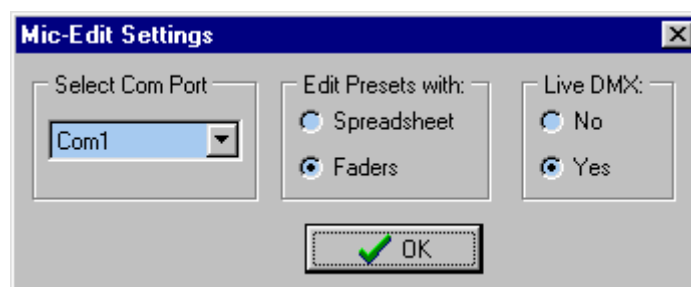 Mic-Edit Settings
Select Com Port
Com1
Edit Presets with:
Spreadsheet
Faders
Live DMX:
No
Yes
OK